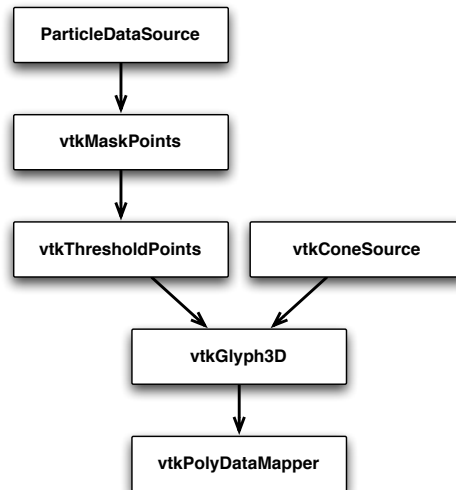 ParticleDataSource
vtkMaskPoints
vtkThresholdPoints
vtkConeSource
vtkGlyph3D
vtkPolyDataMapper